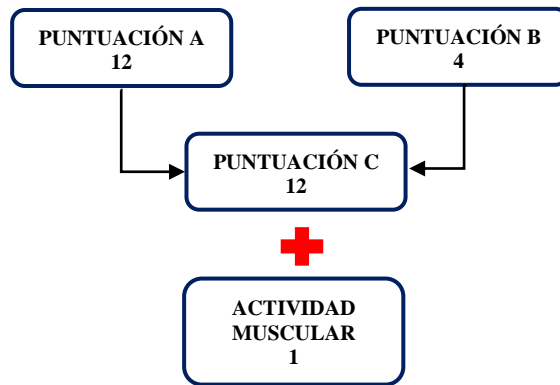 PUNTUACIÓN A
12
PUNTUACIÓN B
4
PUNTUACIÓN C
12
ACTIVIDAD
MUSCULAR
1